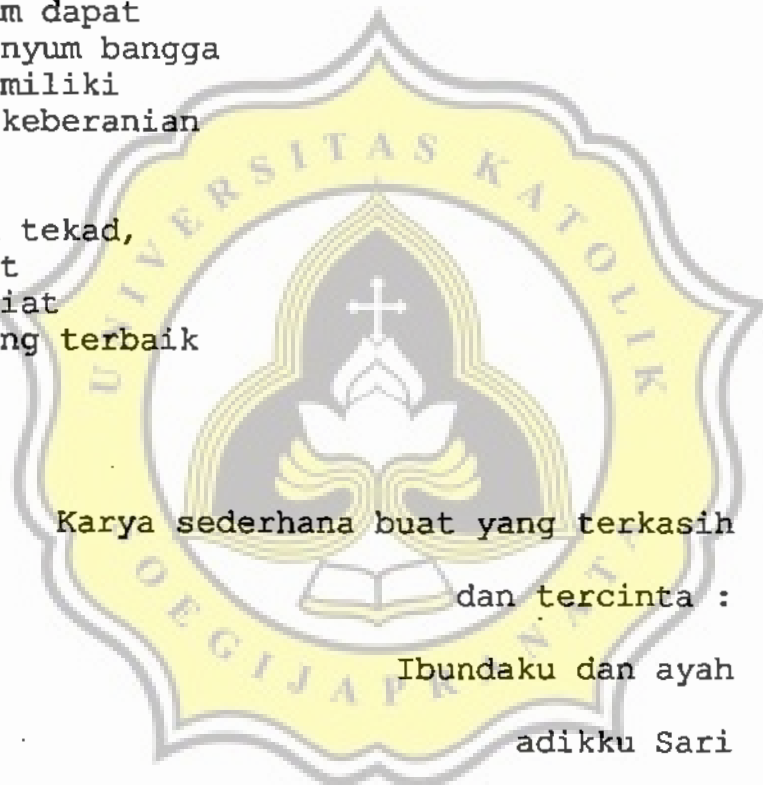 m dapat
nyum bangga
miliki
keberanian
tekad,
t
iat
ng terbaik
Karya sederhana buat yang terkasih
dan tercinta :
Ibundaku dan ayah
adikku Sari
UNIVERSITAS KATOLIK
SOEGIJAPRANATA